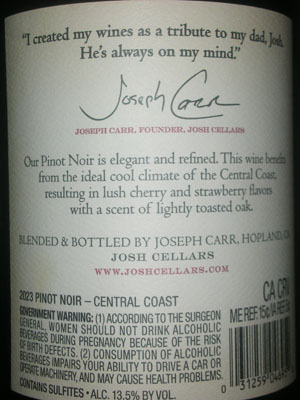 "I created my wines as a tribute to my dad, Josh.
He's always on my mind."
Joseph Carr
JOSEPH CARR, FOUNDER, JOSH CELLARS
Our Pinot Noir is elegant and refined. This wine benefits
from the ideal cool climate of the Central Coast,
resulting in lush cherry and strawberry flavors
with a scent of lightly toasted oak.
BLENDED & BOTTLED BY JOSEPH CARR, HOPLAND, CA
JOSH CELLARS
WWW.JOSHCELLARS.COM
2023 PINOT NOIR – CENTRAL COAST
GOVERNMENT WARNING: (1) ACCORDING TO THE SURGEON
GENERAL, WOMEN SHOULD NOT DRINK ALCOHOLIC
BEVERAGES DURING PREGNANCY BECAUSE OF THE RISK
OF BIRTH DEFECTS. (2) CONSUMPTION OF ALCOHOLIC
BEVERAGES IMPAIRS YOUR ABILITY TO DRIVE A CAR OR
OPERATE MACHINERY, AND MAY CAUSE HEALTH PROBLEMS.
CONTAINS SULFITES • ALC. 13.5% BY VOL.
CA CRV
ME REF 15¢
0 31259